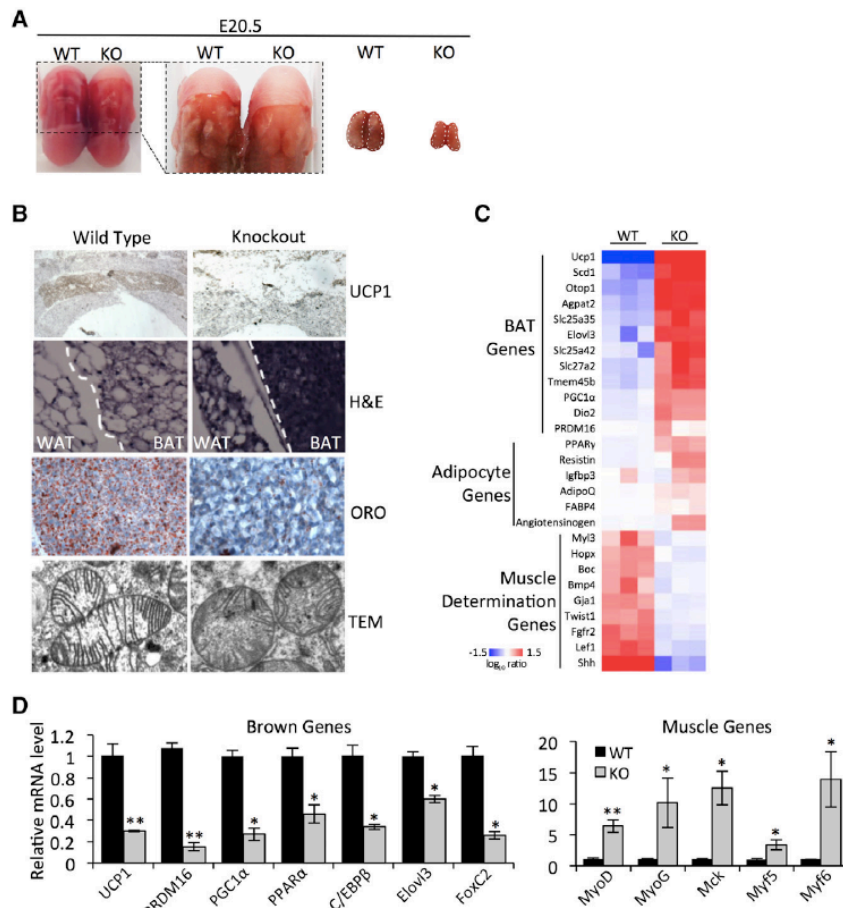 A
E20.5
WT KO WT KO WT KO
B
Wild Type Knockout
UCP1
WAT BAT WAT BAT H&E
ORO
TEM
C
WT KO
BAT Genes
Ucp1
Scd1
Otop1
Agpat2
Slc25a35
Elovl3
Slc25a42
Slc27a2
Tmem45b
PGC1α
Dio2
PRDM16
Adipocyte Genes
PPARγ
Resistin
Igfbp3
AdipoQ
FABP4
Angiotensinogen
Muscle Determination Genes
Myl3
Hopx
Boc
Bmp4
Gja1
Twist1
Fgfr2
Lef1
Shh
-1.5 1.5
ratio
D
Brown Genes
Relative mRNA level
1.2
1
0.8
0.6
0.4
0.2
0
** ** * * * * *
UCP1 PRDM16 PGC1α PPARα C/EBPβ Elovl3 FoxC2
Muscle Genes
WT
KO
20
15
10
5
0
** * * * *
MyoD MyoG Mck Myf5 Myf6